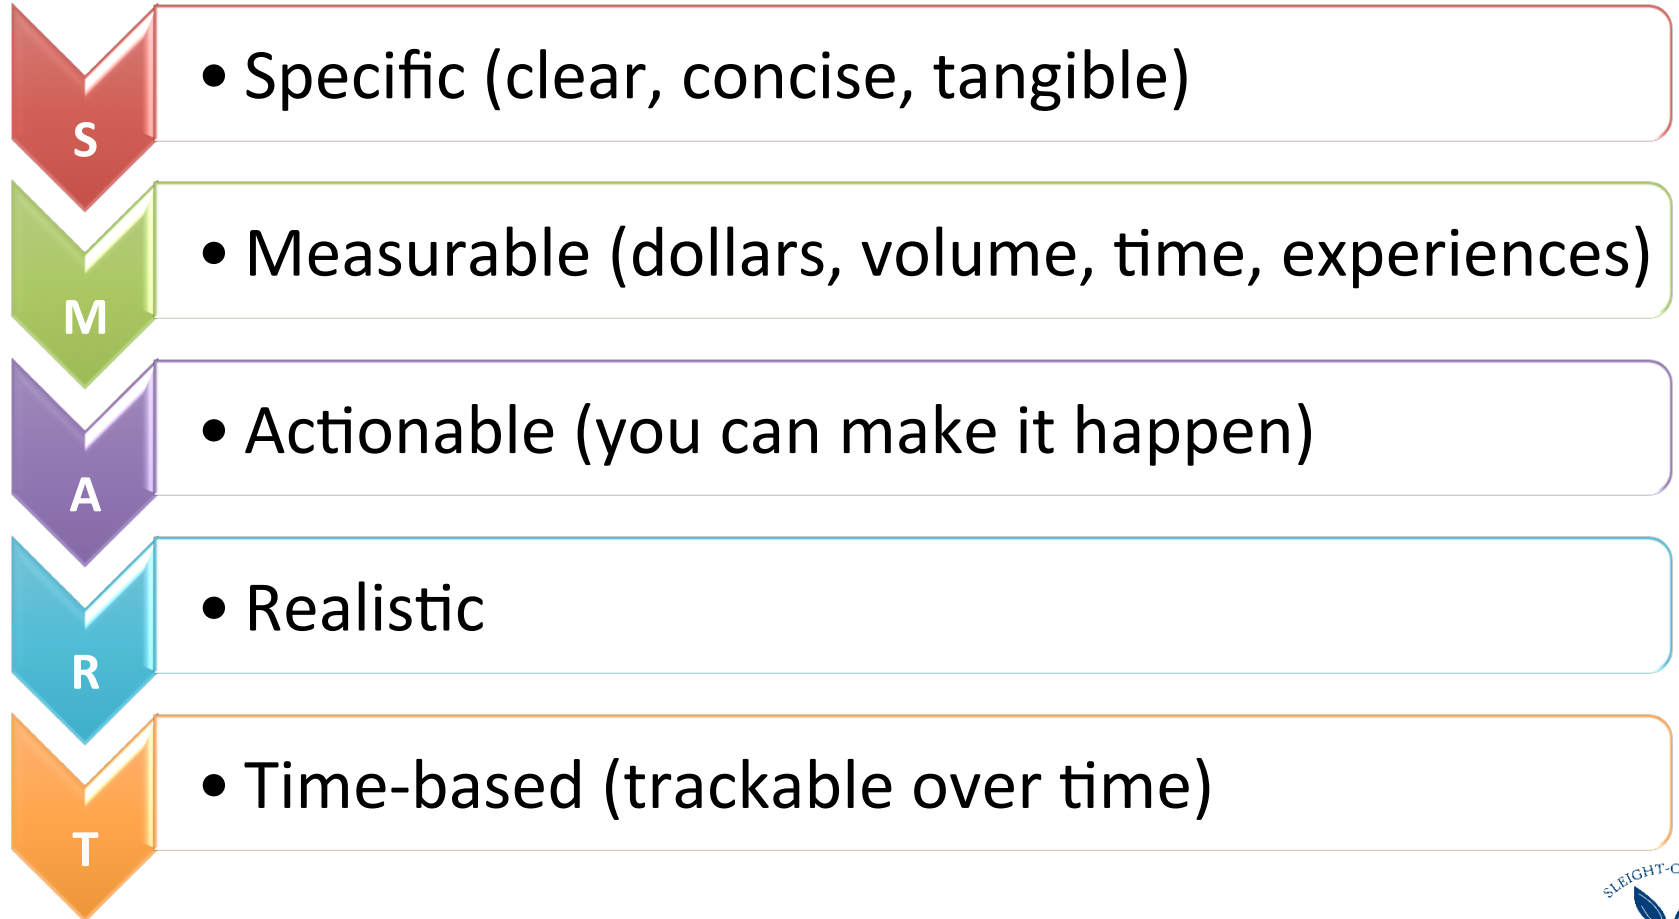 S
• Specific (clear, concise, tangible)
M
• Measurable (dollars, volume, time, experiences)
A
• Actionable (you can make it happen)
R
• Realistic
T
• Time-based (trackable over time)
SLEIGHT-